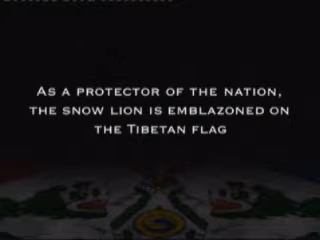 As a protector of the nation,
the snow lion is emblazoned on
the Tibetan flag